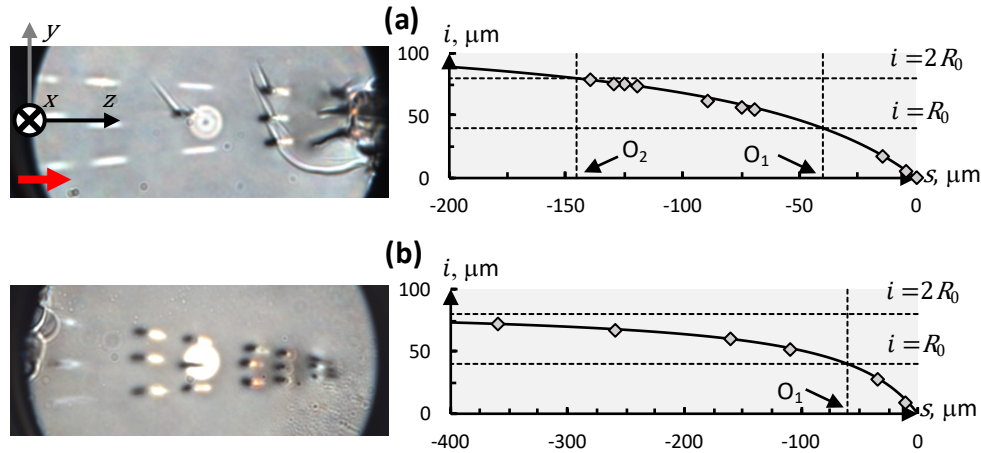 (a)
y
x
z
i, μm
100
50
0
i = 2R₀
i = R₀
O₂
O₁
s, μm
-200
-150
-100
-50
0
(b)
i, μm
100
50
0
i = 2R₀
i = R₀
O₁
s, μm
-400
-300
-200
-100
0